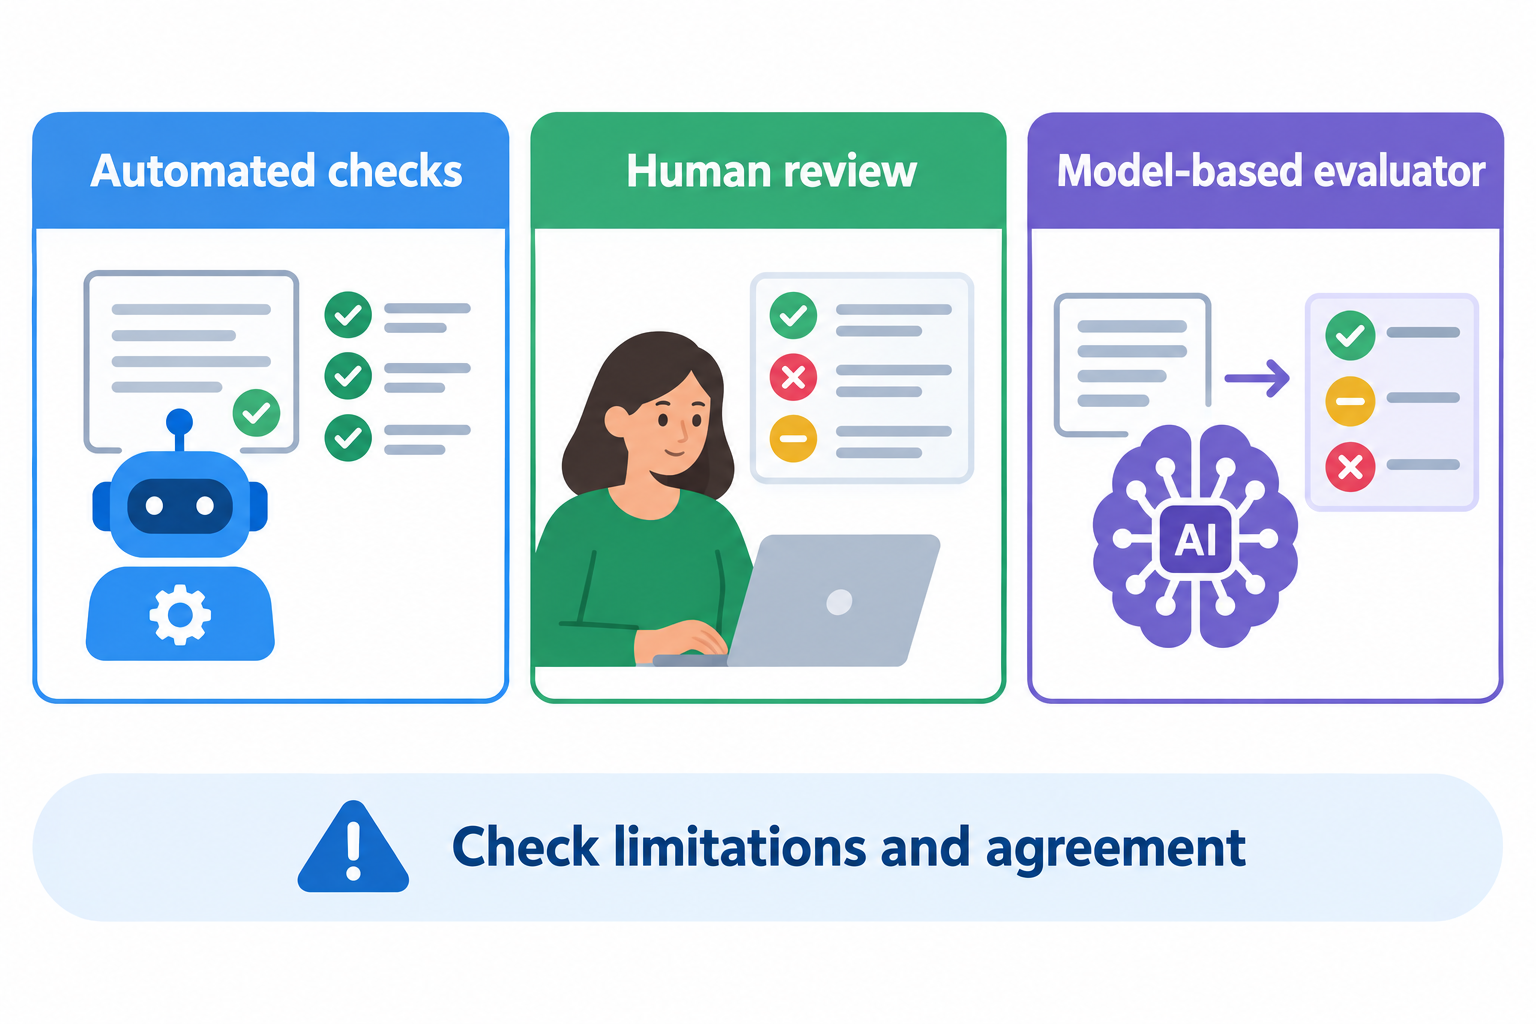 Automated checks
Human review
Model-based evaluator
AI
Check limitations and agreement